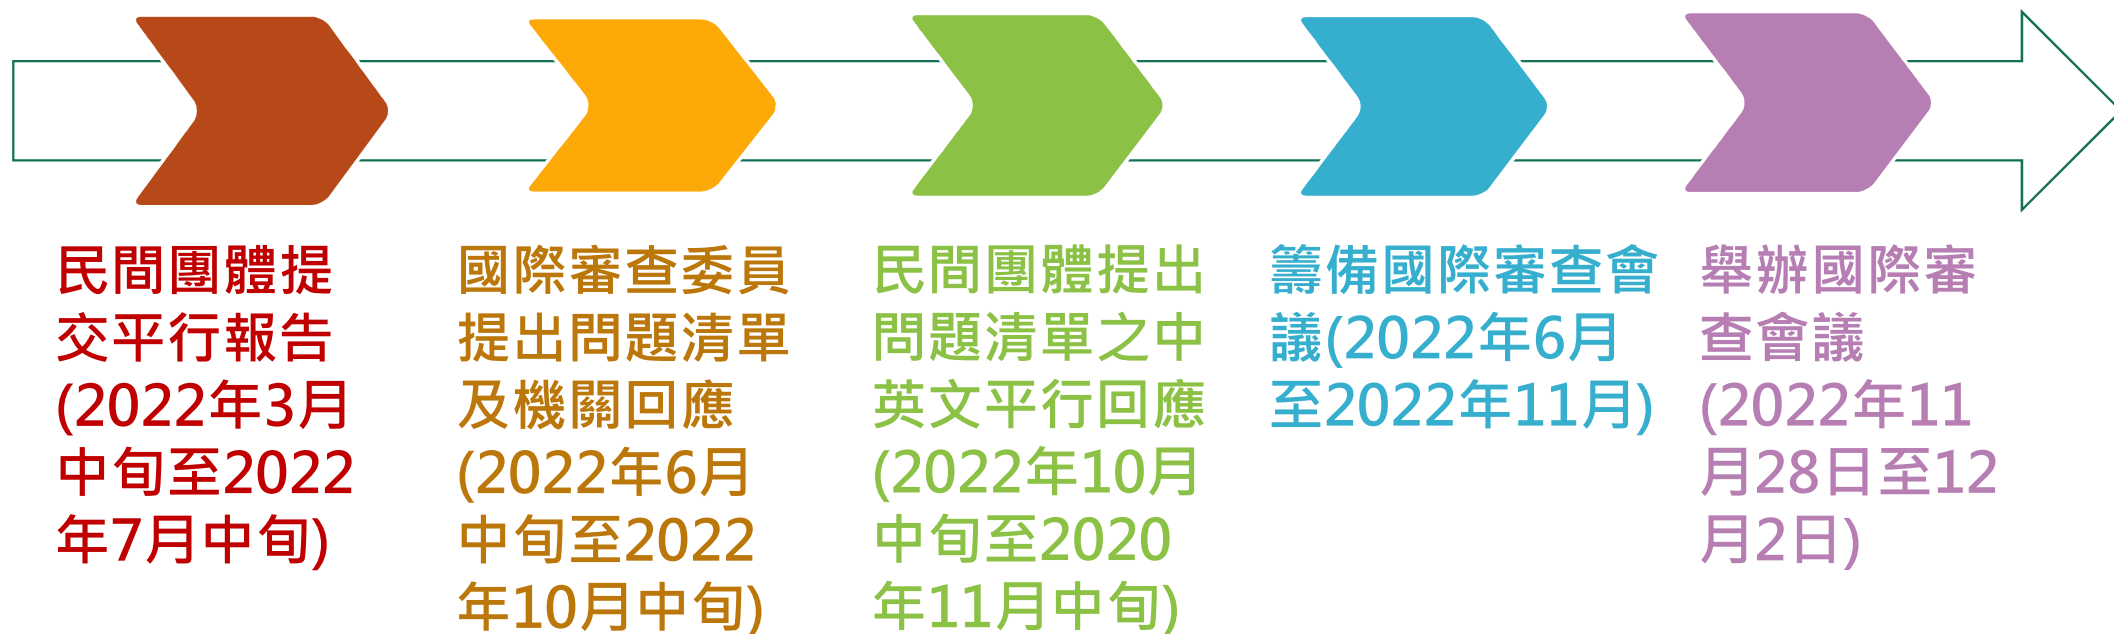 民間團體提
交平行報告
(2022年3月
中旬至2022
年7月中旬)
國際審查委員
提出問題清單
及機關回應
(2022年6月
中旬至2022
年10月中旬)
民間團體提出
問題清單之中
英文平行回應
(2022年10月
中旬至2020
年11月中旬)
籌備國際審查會
議(2022年6月
至2022年11月)
舉辦國際審
查會議
(2022年11
月28日至12
月2日)